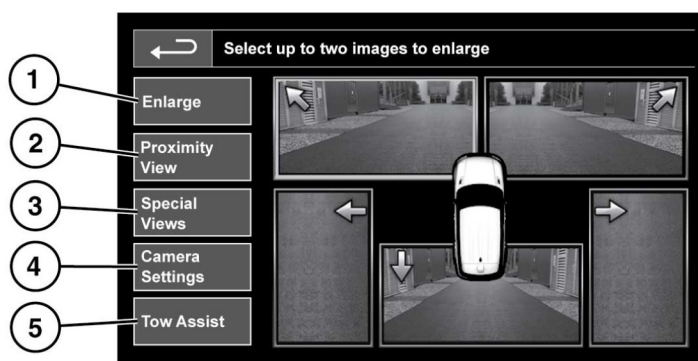 Select up to two images to enlarge
1
Enlarge
2
Proximity
View
3
Special
Views
4
Camera
Settings
5
Tow Assist